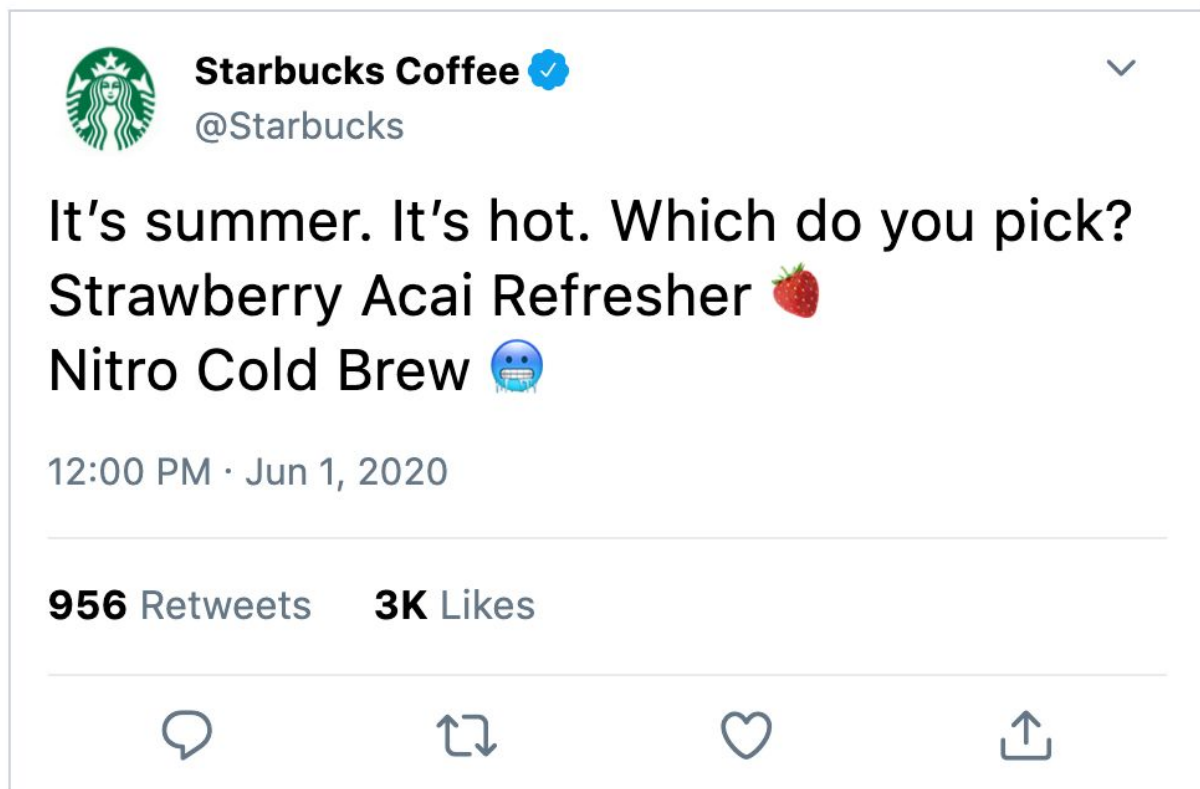 Starbucks Coffee
@Starbucks
It’s summer. It’s hot. Which do you pick?
Strawberry Acai Refresher 🍓
Nitro Cold Brew 🥶
12:00 PM · Jun 1, 2020
956 Retweets 3K Likes